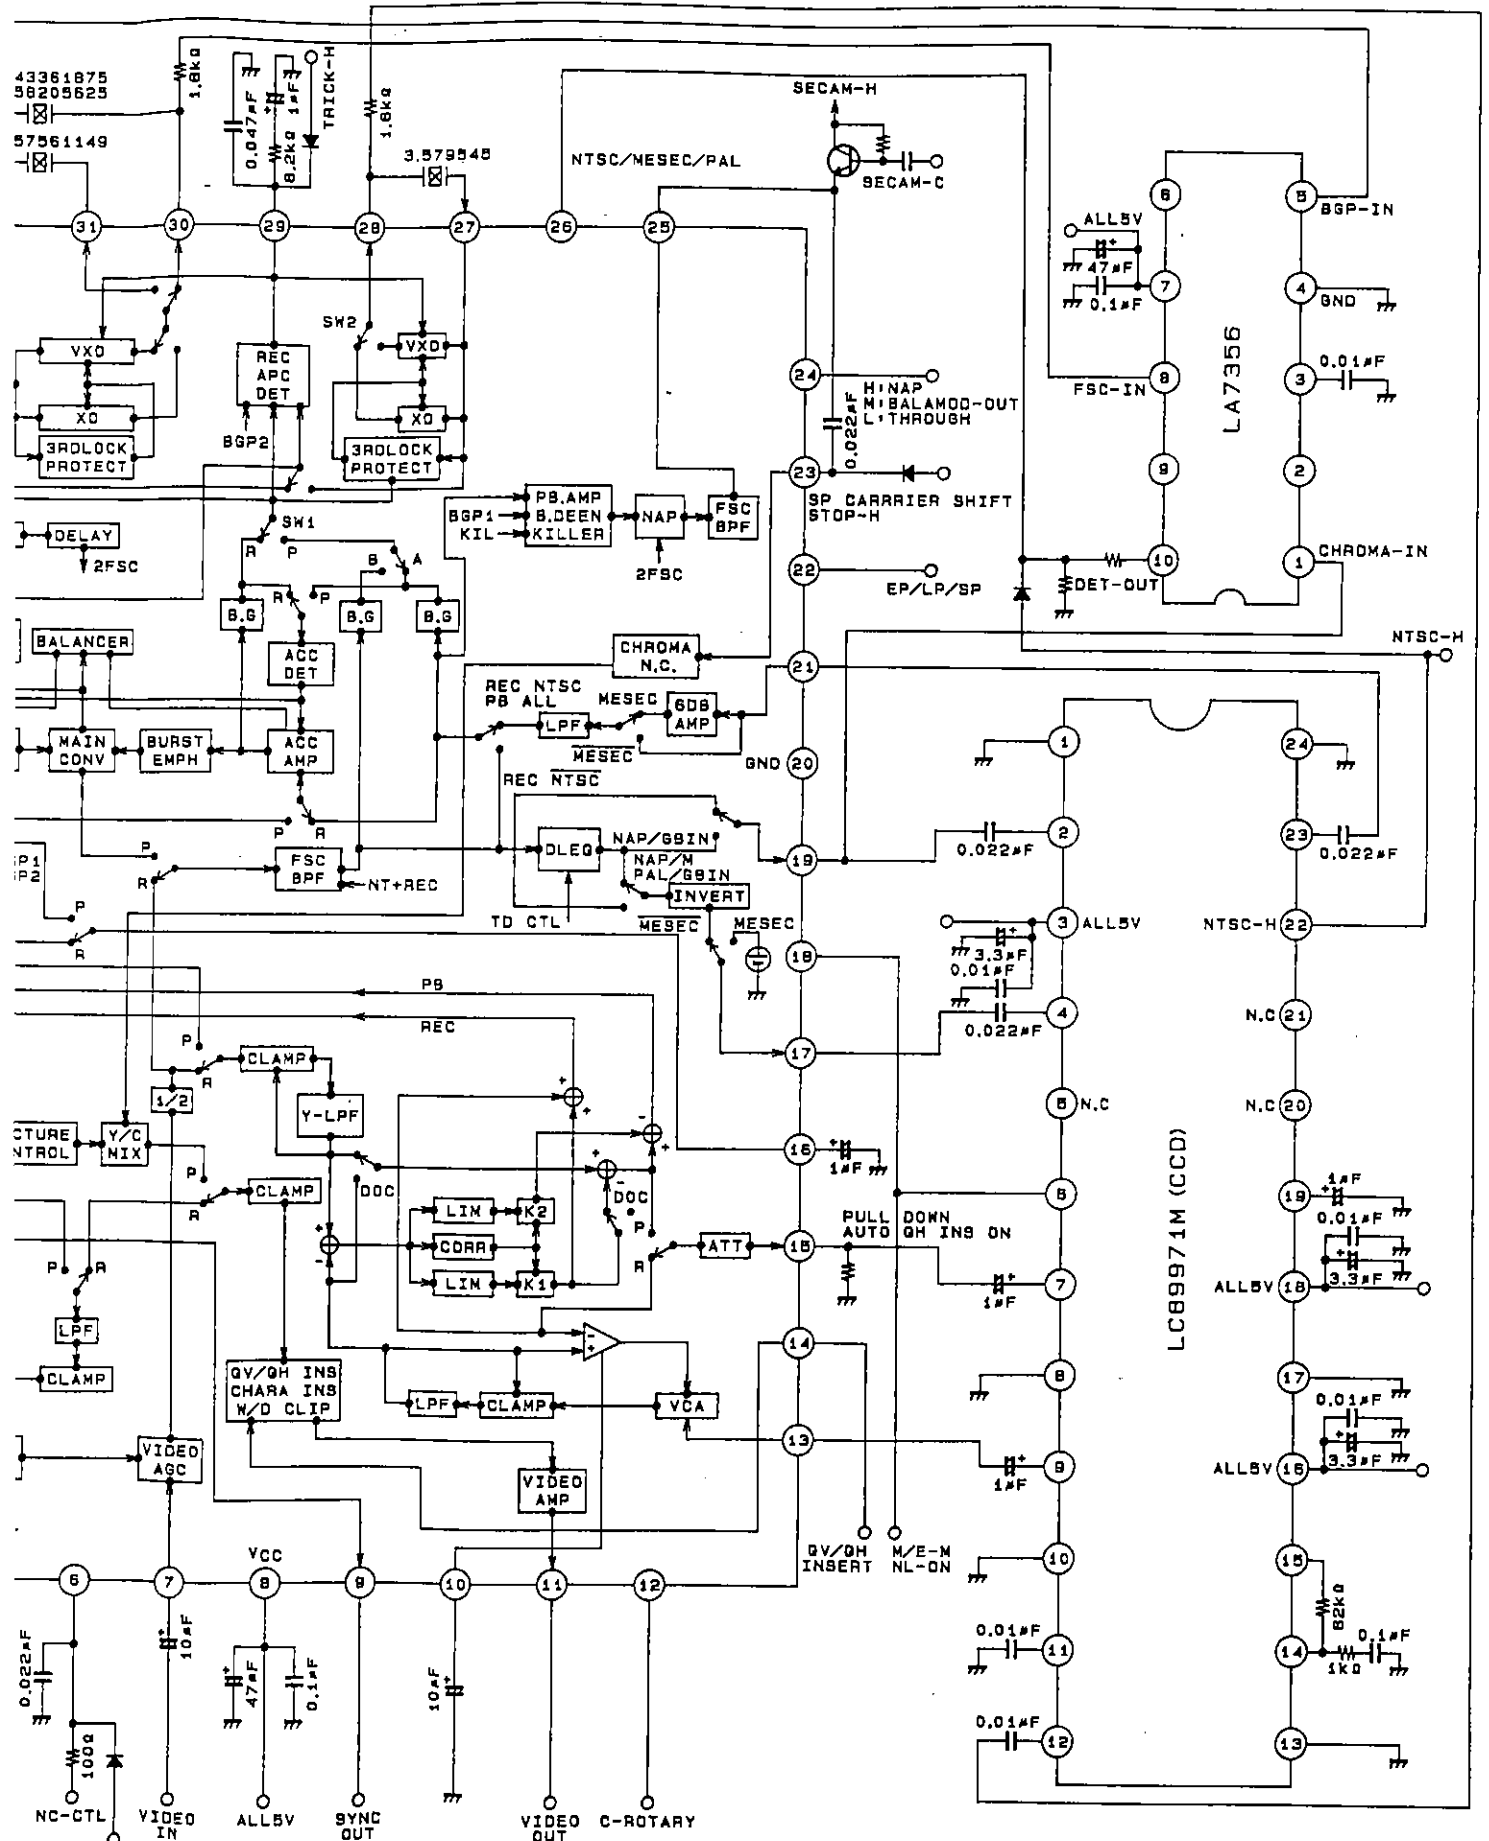 43361875
58205625
57561149
1.8kΩ
0.047µF
8.2kΩ
1µF
TRICK-H
1.8kΩ
3.579545
NTSC/MESEC/PAL
SECAM-H
SECAM-C
31
30
29
28
27
26
25
6
5
BGP-IN
ALL5V
47µF
0.1µF
7
4
GND
LA7356
8
FSC-IN
3
0.01µF
9
2
10
DET-OUT
1
CHROMA-IN
NTSC-H
VXO
XO
3RDLOCK
PROTECT
REC
APC
DET
BGP2
SW2
VXO
XO
3RDLOCK
PROTECT
24
H:NAP
M:BALAMOD-OUT
L:THROUGH
0.022µF
23
SP CARRRIER SHIFT
STOP-H
22
EP/LP/SP
DELAY
2FSC
SW1
R
P
B
A
BGP1
KIL
PB.AMP
B.DEEN
KILLER
NAP
2FSC
FSC
BPF
B.G
R
P
B.G
B.G
BALANCER
ACC
DET
CHROMA
N.C.
21
REC NTSC
PB ALL
MESEC
LPF
6DB
AMP
MESEC
MAIN
CONV
BURST
EMPH
ACC
AMP
REC NTSC
GND
20
P
R
P
R
FSC
BPF
NT+REC
DLEQ
TD CTL
NAP/GBIN
NAP/M
PAL/GBIN
INVERT
MESEC
MESEC
19
18
17
GP1
GP2
P
R
PB
REC
P
R
CLAMP
1/2
Y-LPF
CTURE
NTROL
Y/C
MIX
P
R
CLAMP
DOC
LIM
K2
CORR
LIM
K1
+
+
-
+
+
-
DOC
P
R
ATT
16
1µF
15
PULL DOWN
AUTO QH INS ON
14
13
P
R
LPF
CLAMP
+
-
QV/QH INS
CHARA INS
W/D CLIP
LPF
CLAMP
-
+
VCA
VIDEO
AGC
VIDEO
AMP
QV/QH
INSERT
M/E-M
NL-ON
6
7
VCC
8
9
10
11
12
0.022µF
100Ω
10µF
47µF
0.1µF
10µF
NC-CTL
VIDEO
IN
ALL5V
SYNC
OUT
VIDEO
OUT
C-ROTARY
LC89971M (CCD)
1
24
2
0.022µF
23
0.022µF
3
ALL5V
3.3µF
0.01µF
NTSC-H
22
4
0.022µF
N.C
21
5
N.C
N.C
20
6
19
1µF
7
1µF
ALL5V
18
0.01µF
3.3µF
8
17
9
1µF
ALL5V
16
0.01µF
3.3µF
10
15
82kΩ
11
0.01µF
14
1kΩ
0.1µF
12
0.01µF
13